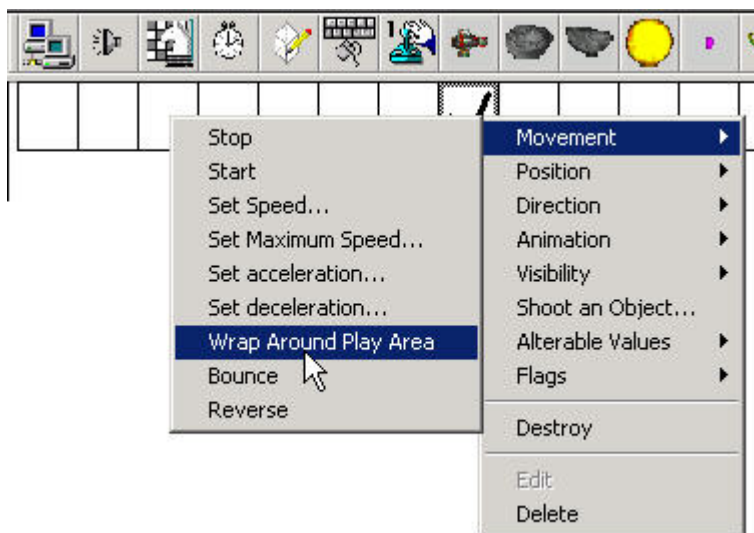 Stop
Start
Set Speed...
Set Maximum Speed...
Set acceleration...
Set deceleration...
Wrap Around Play Area
Bounce
Reverse
Movement
Position
Direction
Animation
Visibility
Shoot an Object...
Alterable Values
Flags
Destroy
Edit
Delete